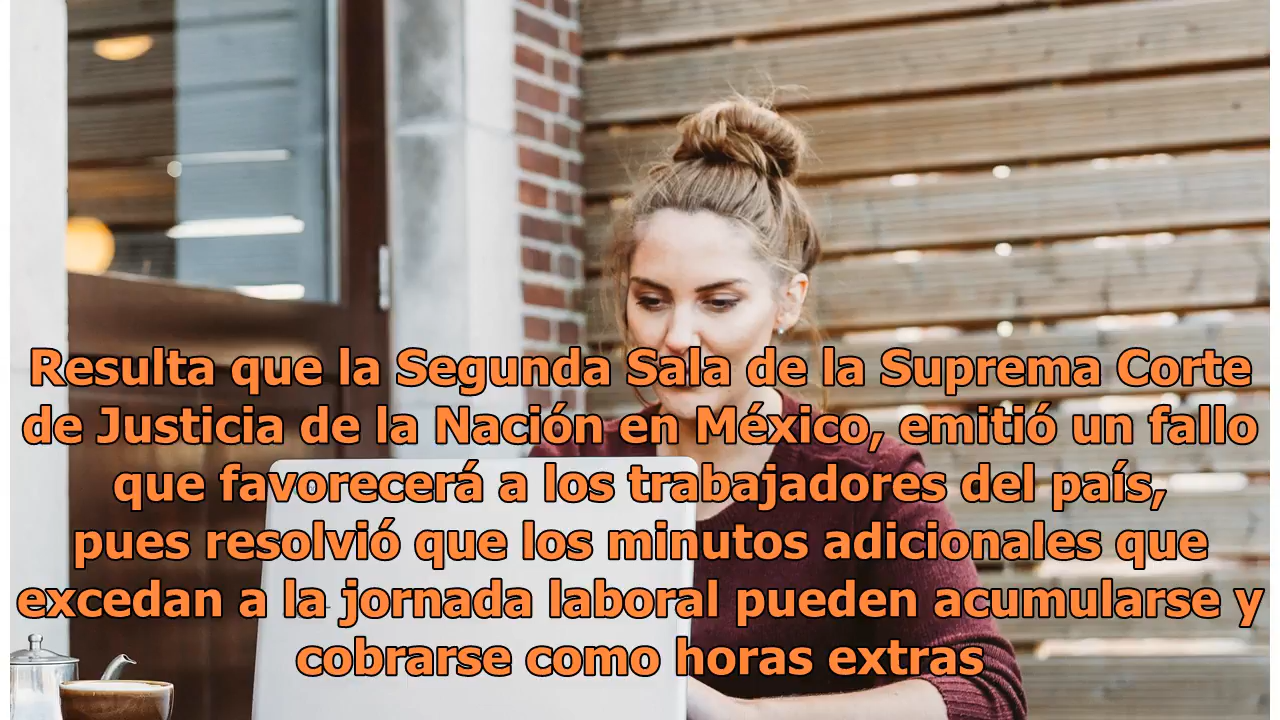 Resulta que la Segunda Sala de la Suprema Corte
de Justicia de la Nación en México, emitió un fallo
que favorecerá a los trabajadores del país,
pues resolvió que los minutos adicionales que
excedan a la jornada laboral pueden acumularse y
cobrarse como horas extras